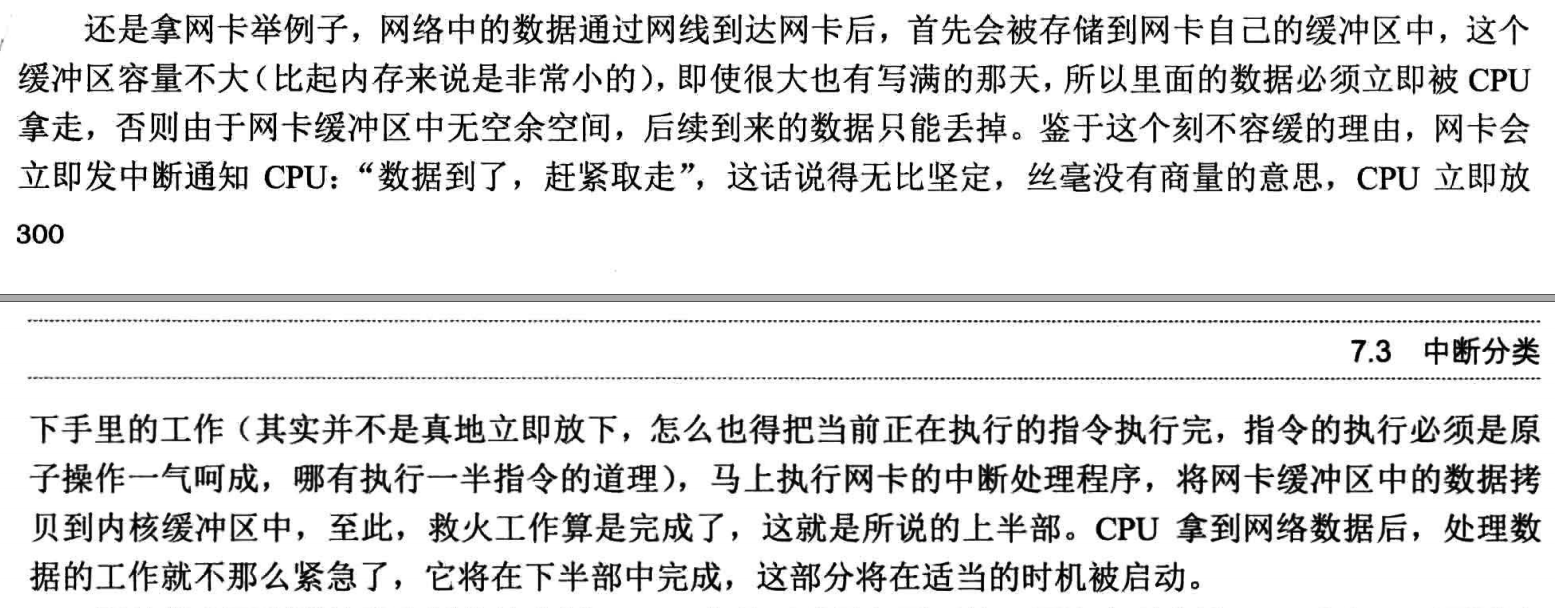 还是拿网卡举例子，网络中的数据通过网线到达网卡后，首先会被存储到网卡自己的缓冲区中，这个
缓冲区容量不大（比起内存来说是非常小的），即使很大也有写满的那天，所以里面的数据必须立即被 CPU
拿走，否则由于网卡缓冲区中无空余空间，后续到来的数据只能丢掉。鉴于这个刻不容缓的理由，网卡会
立即发中断通知 CPU：“数据到了，赶紧取走”，这话说得无比坚定，丝毫没有商量的意思，CPU 立即放
300
7.3 中断分类
下手里的工作（其实并不是真地立即放下，怎么也得把当前正在执行的指令执行完，指令的执行必须是原
子操作一气呵成，哪有执行一半指令的道理），马上执行网卡的中断处理程序，将网卡缓冲区中的数据拷
贝到内核缓冲区中，至此，救火工作算是完成了，这就是所说的上半部。CPU 拿到网络数据后，处理数
据的工作就不那么紧急了，它将在下半部中完成，这部分将在适当的时机被启动。